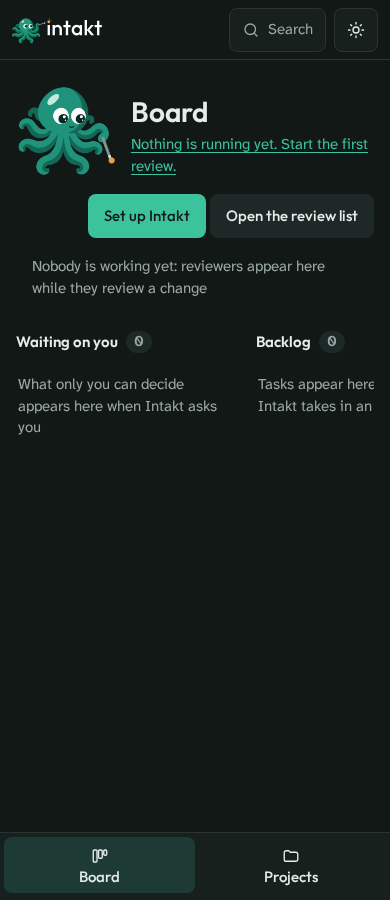 intakt
Search
Board
Nothing is running yet. Start the first
review.
Set up Intakt
Open the review list
Nobody is working yet: reviewers appear here
while they review a change
Waiting on you 0
What only you can decide
appears here when Intakt asks
you
Backlog 0
Tasks appear here
Intakt takes in an
Board
Projects